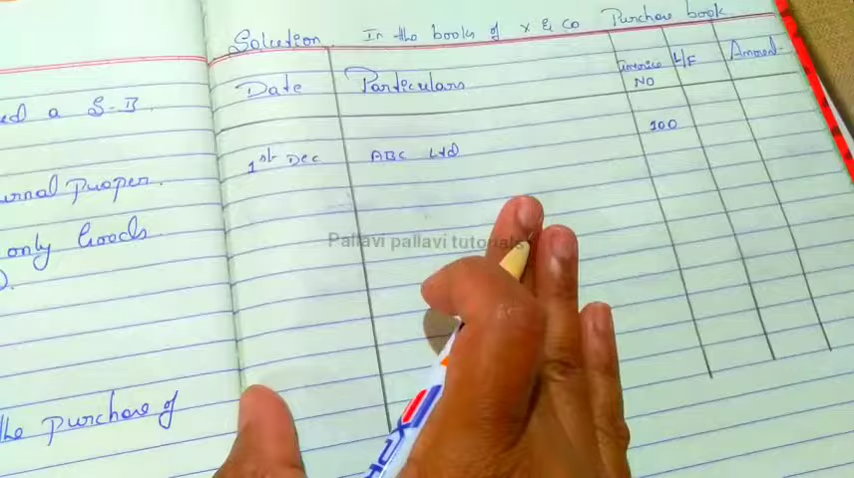 Solution In the books of X & Co Purchase book
Date Particulars Invoice NO L/F Amount
1st Dec ABC Ltd 100
ed a S-B.
urnal Proper.
only Goods
the purchase of
Pallavi pallavi tutorials